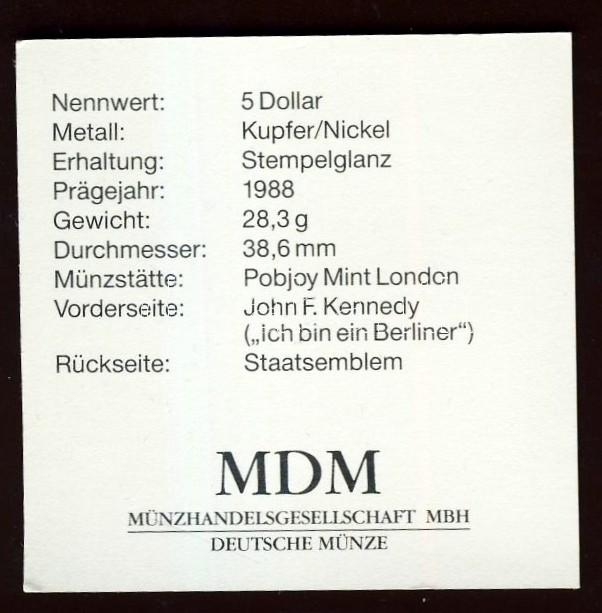 Nennwert: 5 Dollar
Metall: Kupfer/Nickel
Erhaltung: Stempelglanz
Prägejahr: 1988
Gewicht: 28,3 g
Durchmesser: 38,6 mm
Münzstätte: Pobjoy Mint London
Vorderseite: John F. Kennedy
(„ich bin ein Berliner“)
Rückseite: Staatsemblem
MDM
MÜNZHANDELSGESELLSCHAFT MBH
DEUTSCHE MÜNZE